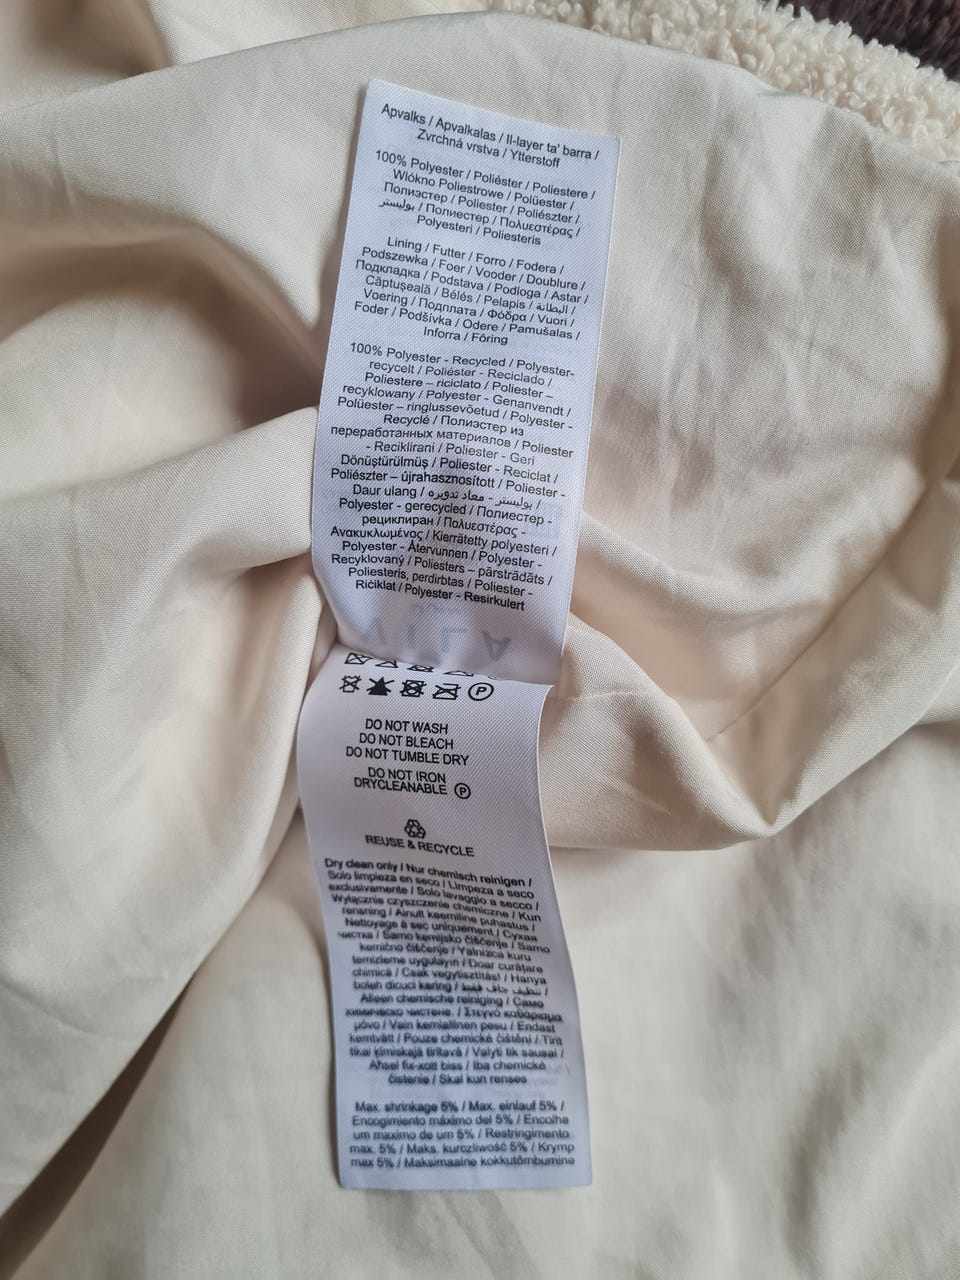 Apvalks / Apvalkalas / Il-layer ta' barra /
Zvrchná vrstva / Ytterstoff
100% Polyester / Poliéster / Poliestere /
Wlókno Poliestrowe / Polüester /
Полиэстер / Poliester / Poliészter /
بوليستر / Полиестер / Πολυεστέρας /
Polyesteri / Poliesteris
Lining / Futter / Forro / Fodera /
Podszewka / Foer / Vooder / Doublure /
Подкладка / Podstava / Podloga / Astar /
Căptuşeală / Bélés / Pelapis / البطانة /
Voering / Подплата / Φόδρα / Vuori /
Foder / Podšívka / Odere / Pamušalas /
Inforra / Fôring
100% Polyester - Recycled / Polyester-
recycelt / Poliéster - Reciclado /
Poliestere – riciclato / Poliester –
recyklowany / Polyester - Genanvendt /
Polüester – ringlussevõetud / Polyester -
Recyclé / Полиэстер из
переработанных материалов / Poliester
- Reciklirani / Poliester - Geri
Dönüştürülmüş / Poliester - Reciclat /
Poliészter – újrahasznosított / Poliester -
Daur ulang / بوليستر - معاد تدويره /
Polyester - gerecycled / Полиестер -
рециклиран / Πολυεστέρας -
Ανακυκλωμένος / Kierrätetty polyesteri /
Polyester - Återvunnen / Polyester -
Recyklovaný / Poliesters – pārstrādāts /
Poliesteris, perdirbtas / Poliester -
Riċiklat / Polyester - Resirkulert
VILA
P
DO NOT WASH
DO NOT BLEACH
DO NOT TUMBLE DRY
DO NOT IRON
DRYCLEANABLE P
REUSE & RECYCLE
Dry clean only / Nur chemisch reinigen /
Solo limpieza en seco / Limpeza a seco
exclusivamente / Solo lavaggio a secco /
Wyłącznie czyszczenie chemiczne / Kun
rensning / Ainult keemiline puhastus /
Nettoyage à sec uniquement / Сухая
чистка / Samo kemijsko čiščenje / Samo
kemično čiščenje / Yalnızca kuru
temizleme uygulayın / Doar curățare
chimică / Csak vegytisztítás! / Hanya
boleh dicuci kering / تنظيف جاف فقط /
Alleen chemische reiniging / Само
химическо чистене. / Στεγνό καθάρισμα
μόνο / Vain kemiallinen pesu / Endast
kemtvätt / Pouze chemické čištění / Tīrīt
tikai ķīmiskajā tīrītavā / Valyti tik sausai /
Aħsel fix-xott biss / Iba chemické
čistenie / Skal kun renses
Max. shrinkage 5% / Max. einlauf 5% /
Encogimiento máximo del 5% / Encolhe
um maximo de um 5% / Restringimento
max. 5% / Maks. kurczliwość 5% / Krymp
max 5% / Maksimaalne kokkutõmbumine